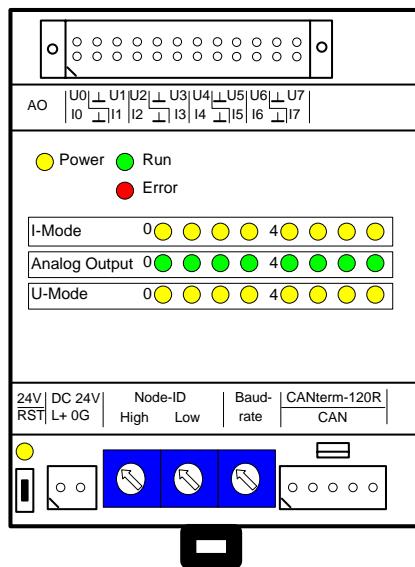 AO U0 U1 U2 U3 U4 U5 U6 U7
I0 I1 I2 I3 I4 I5 I6 I7
Power Run
Error
I-Mode 0 4
Analog Output 0 4
U-Mode 0 4
24V DC 24V Node-ID Baud- CANterm-120R
RST L+ 0G High Low rate CAN